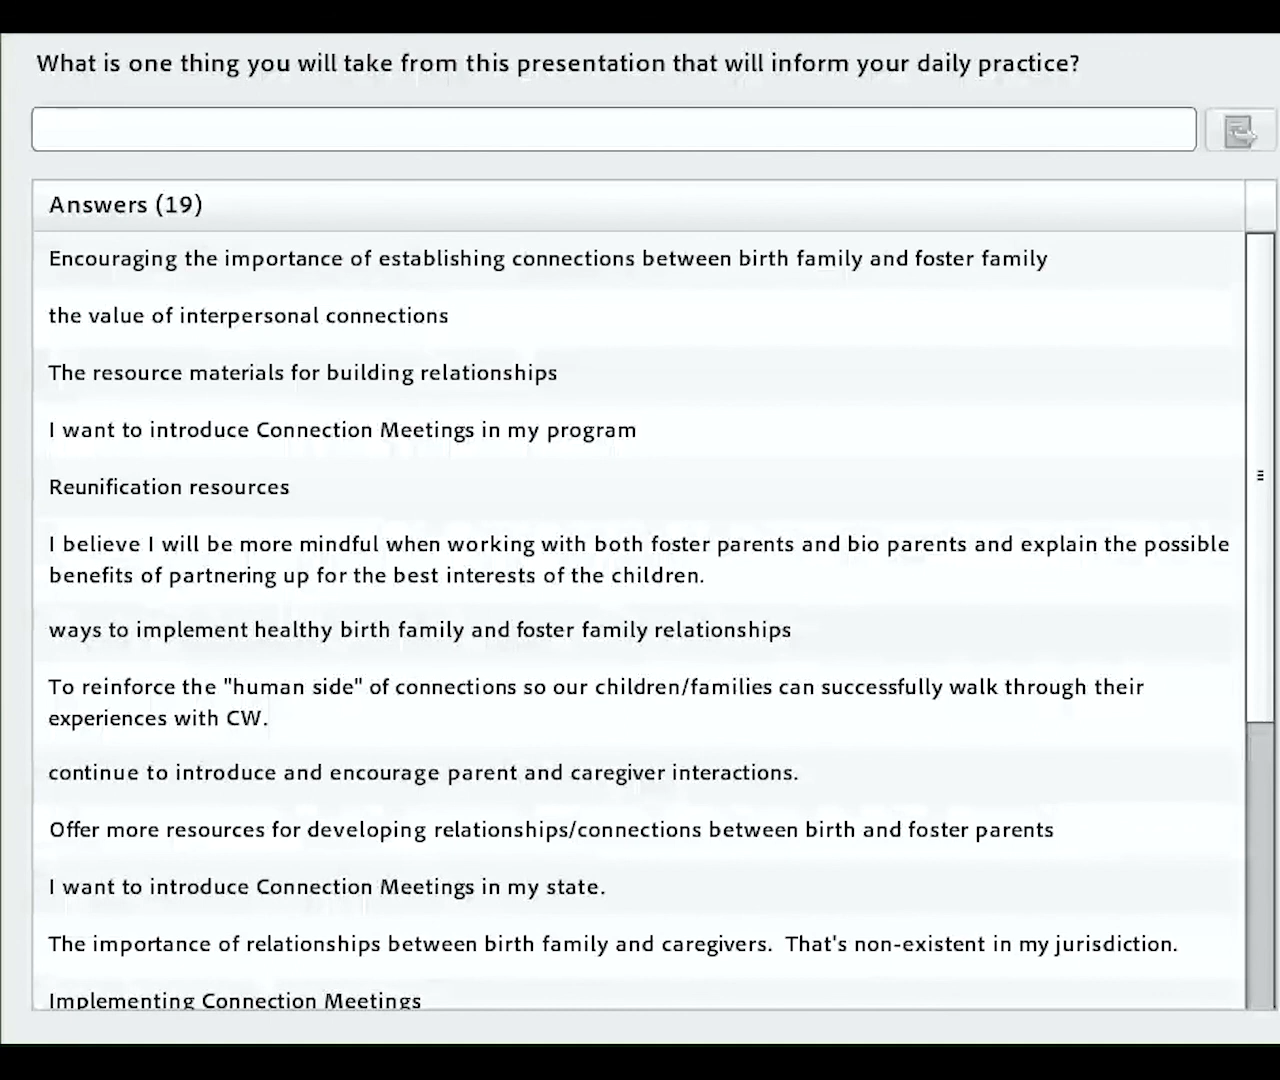 What is one thing you will take from this presentation that will inform your daily practice?
Answers (19)
Encouraging the importance of establishing connections between birth family and foster family
the value of interpersonal connections
The resource materials for building relationships
I want to introduce Connection Meetings in my program
Reunification resources
I believe I will be more mindful when working with both foster parents and bio parents and explain the possible
benefits of partnering up for the best interests of the children.
ways to implement healthy birth family and foster family relationships
To reinforce the "human side" of connections so our children/families can successfully walk through their
experiences with CW.
continue to introduce and encourage parent and caregiver interactions.
Offer more resources for developing relationships/connections between birth and foster parents
I want to introduce Connection Meetings in my state.
The importance of relationships between birth family and caregivers.  That's non-existent in my jurisdiction.
Implementing Connection Meetings